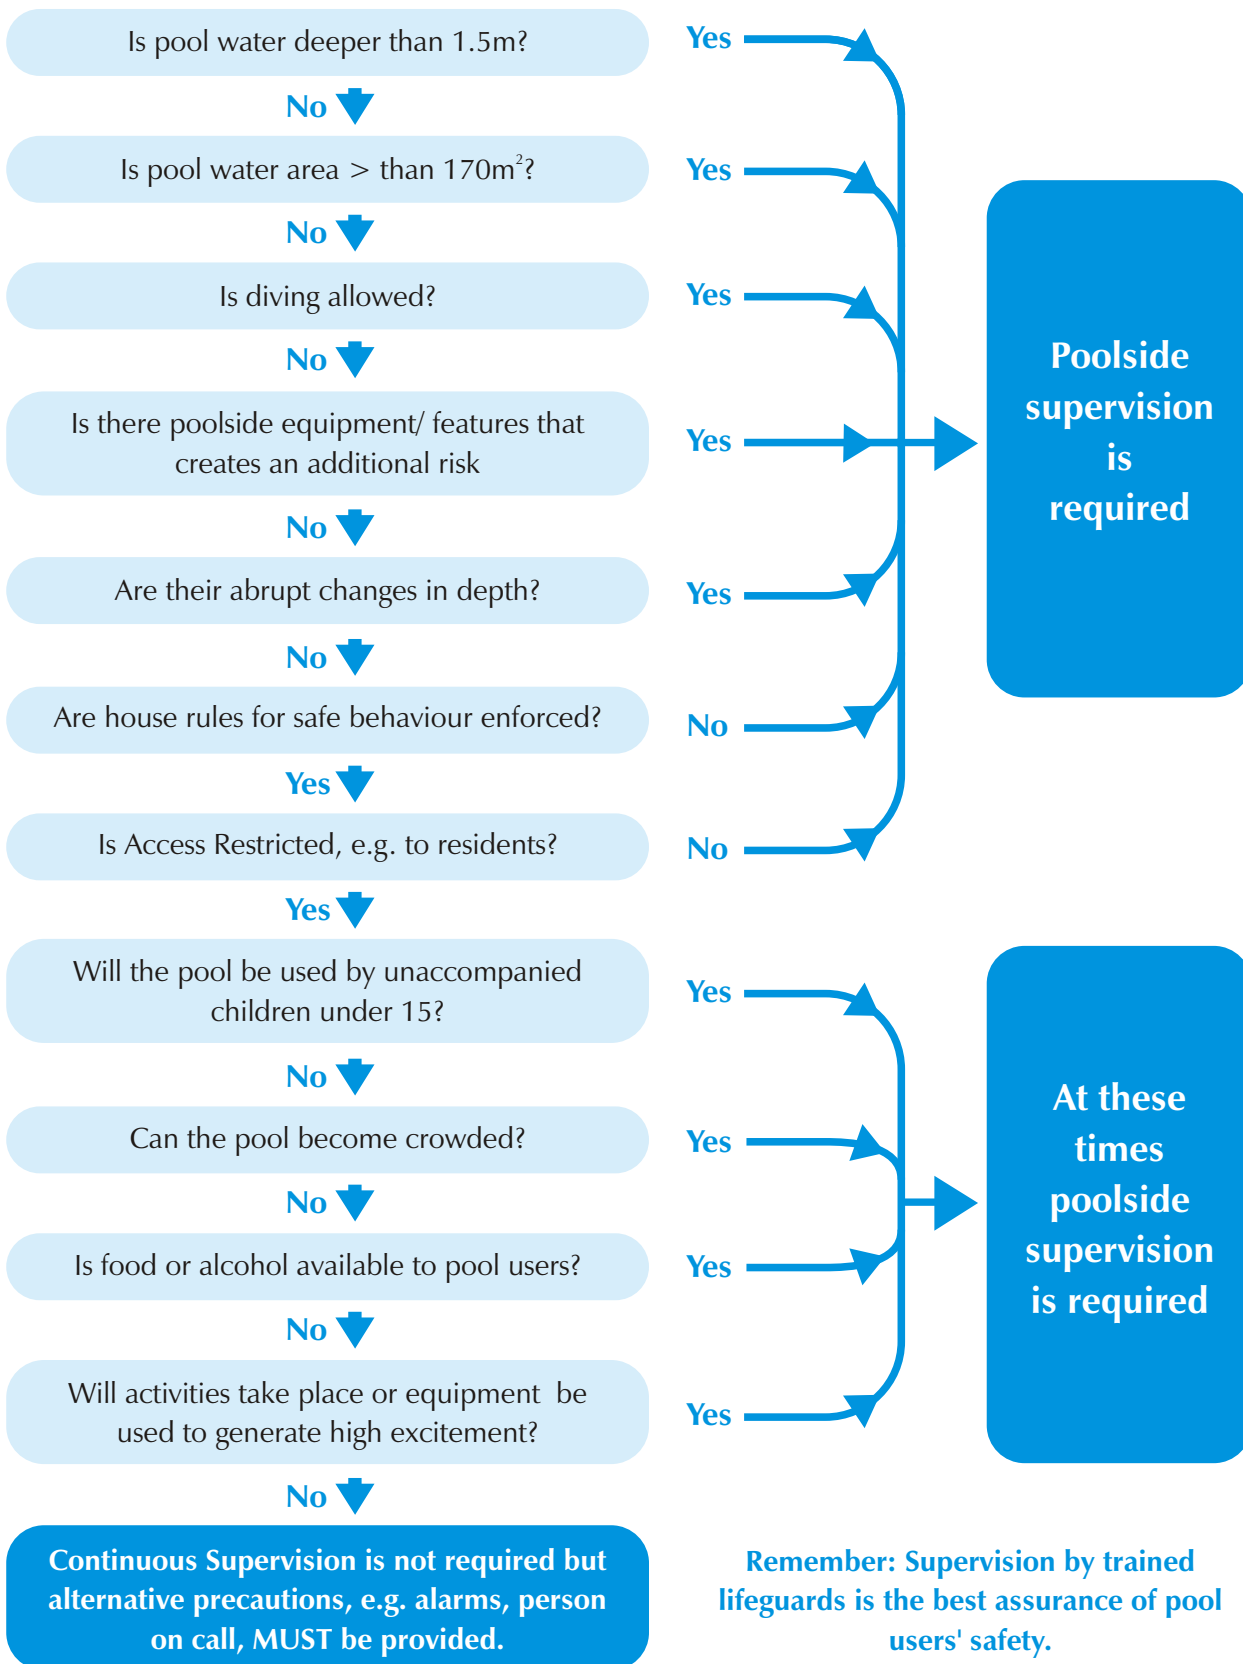 Is pool water deeper than 1.5m?
Yes
No
Is pool water area > than 170m²?
Yes
No
Is diving allowed?
Yes
No
Is there poolside equipment/ features that
creates an additional risk
Yes
No
Are their abrupt changes in depth?
Yes
No
Are house rules for safe behaviour enforced?
No
Yes
Is Access Restricted, e.g. to residents?
No
Yes
Poolside
supervision
is
required
Will the pool be used by unaccompanied
children under 15?
Yes
No
Can the pool become crowded?
Yes
No
Is food or alcohol available to pool users?
Yes
No
Will activities take place or equipment be
used to generate high excitement?
Yes
No
At these
times
poolside
supervision
is required
Continuous Supervision is not required but
alternative precautions, e.g. alarms, person
on call, MUST be provided.
Remember: Supervision by trained
lifeguards is the best assurance of pool
users' safety.